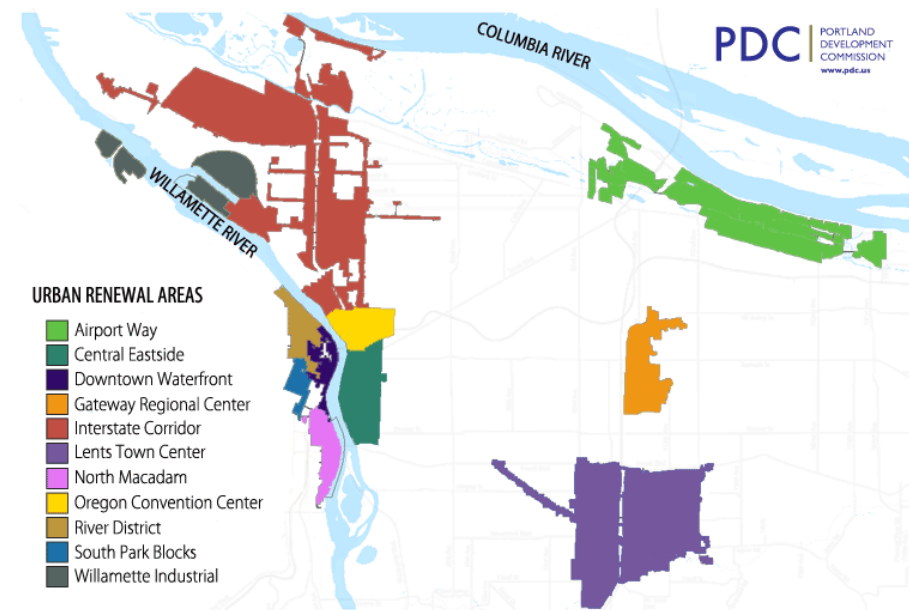 COLUMBIA RIVER
PDC
PORTLAND
DEVELOPMENT
COMMISSION
www.pdc.us
WILLAMETTE RIVER
URBAN RENEWAL AREAS
Airport Way
Central Eastside
Downtown Waterfront
Gateway Regional Center
Interstate Corridor
Lents Town Center
North Macadam
Oregon Convention Center
River District
South Park Blocks
Willamette Industrial